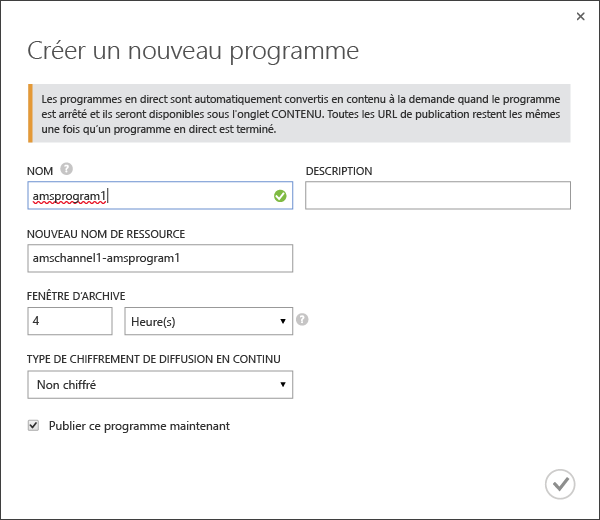 Créer un nouveau programme
Les programmes en direct sont automatiquement convertis en contenu à la demande quand le programme
est arrêté et ils seront disponibles sous l'onglet CONTENU. Toutes les URL de publication restent les mêmes
une fois qu'un programme en direct est terminé.
NOM ?
DESCRIPTION
amsprogram1
NOUVEAU NOM DE RESSOURCE
amschannel1-amsprogram1
FENÊTRE D'ARCHIVE
4
Heure(s)
?
TYPE DE CHIFFREMENT DE DIFFUSION EN CONTINU
Non chiffré
Publier ce programme maintenant